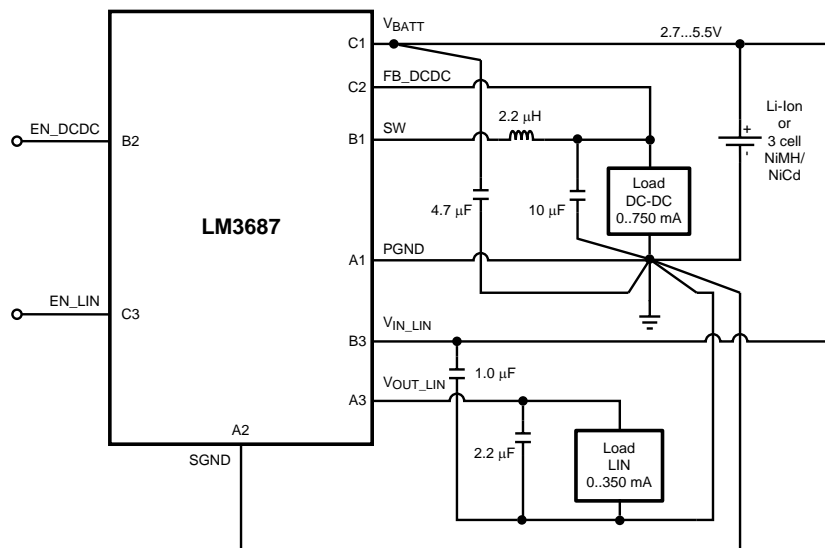 VBATT
C1
2.7...5.5V
FB_DCDC
C2
EN_DCDC
B2
2.2 μH
SW
B1
+
-
Li-Ion
or
3 cell
NiMH/
NiCd
Load
DC-DC
0..750 mA
4.7 μF
10 μF
LM3687
PGND
A1
EN_LIN
C3
VIN_LIN
B3
1.0 μF
VOUT_LIN
A3
A2
SGND
2.2 μF
Load
LIN
0..350 mA